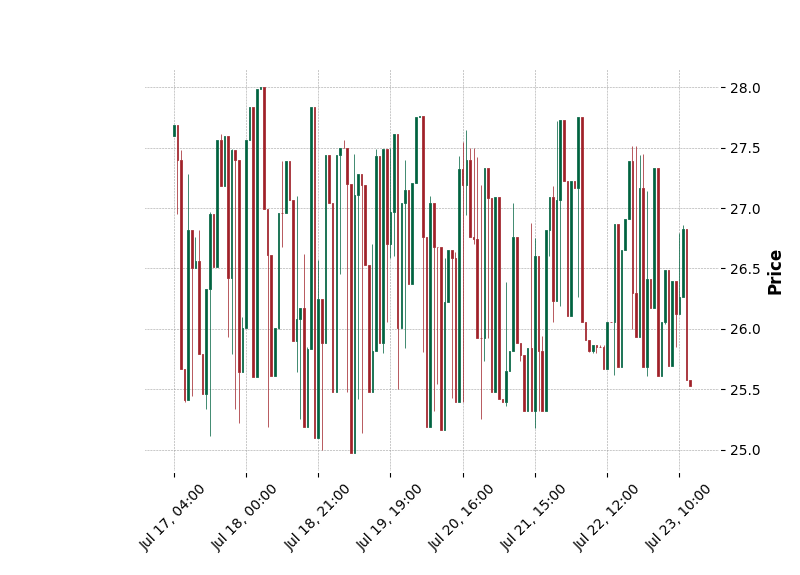 28.0
27.5
27.0
26.5
26.0
25.5
25.0
Price
Jul 17, 04:00
Jul 18, 00:00
Jul 18, 21:00
Jul 19, 19:00
Jul 20, 16:00
Jul 21, 15:00
Jul 22, 12:00
Jul 23, 10:00